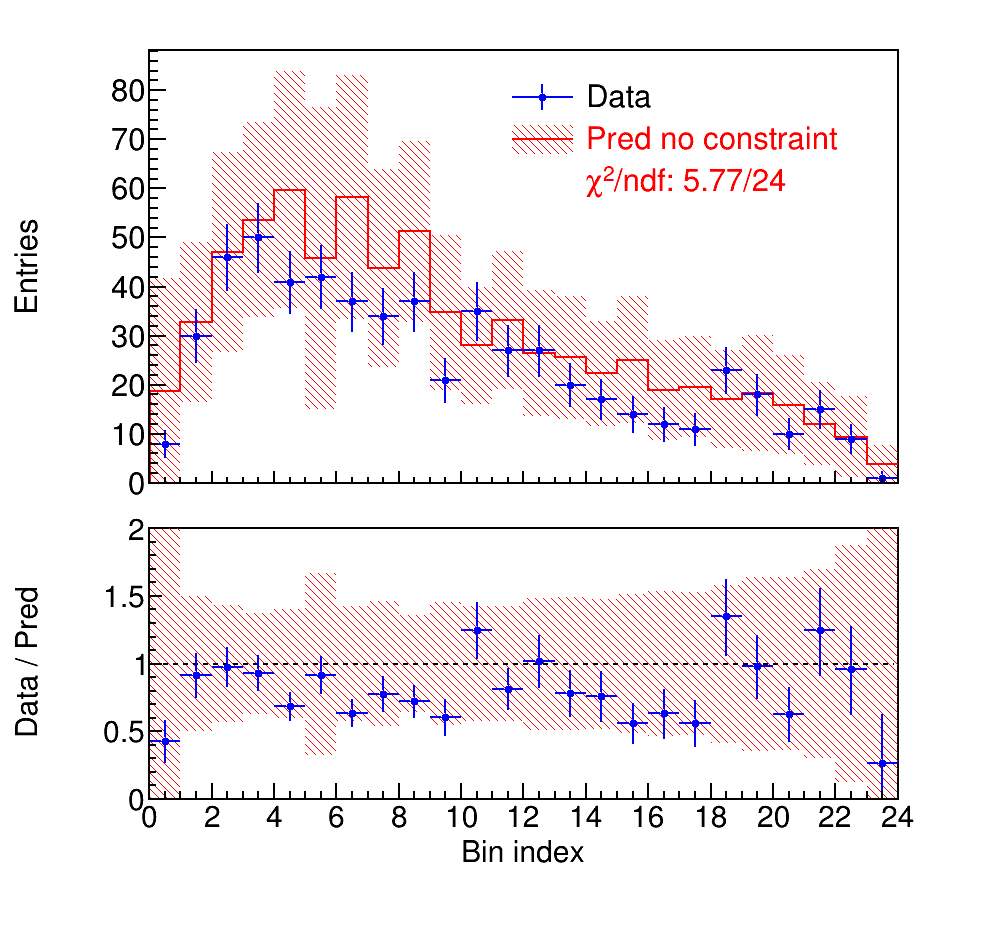 Entries
80
70
60
50
40
30
20
10
0
Data
Pred no constraint
χ²/ndf: 5.77/24
Data / Pred
2
1.5
1
0.5
0
0 2 4 6 8 10 12 14 16 18 20 22 24
Bin index